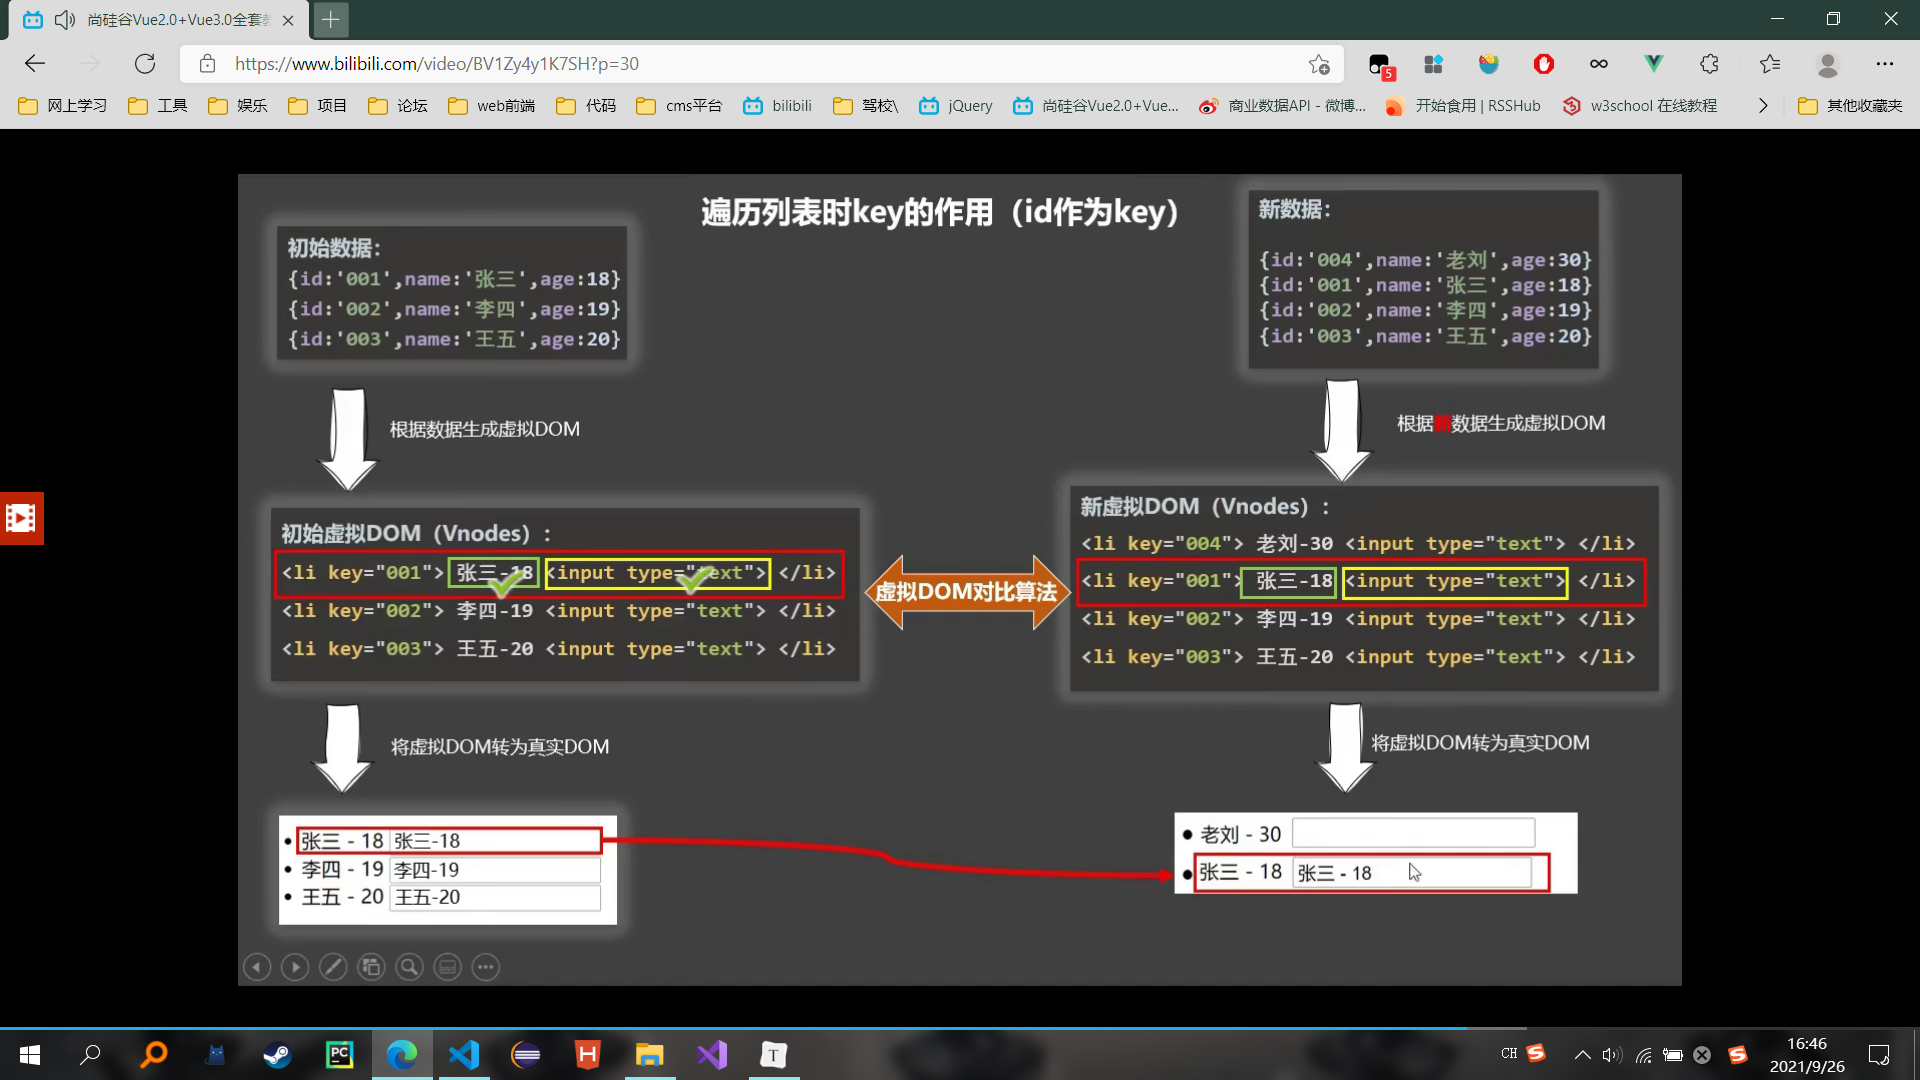 尚硅谷Vue2.0+Vue3.0全套
https://www.bilibili.com/video/BV1Zy4y1K7SH?p=30
5
网上学习 工具 娱乐 项目 论坛 web前端 代码 cms平台 bilibili 驾校\ jQuery 尚硅谷Vue2.0+Vue... 商业数据API - 微博... 开始食用 | RSSHub w3school 在线教程 其他收藏夹
遍历列表时key的作用（id作为key）
初始数据：
{id:'001',name:'张三',age:18}
{id:'002',name:'李四',age:19}
{id:'003',name:'王五',age:20}
新数据：
{id:'004',name:'老刘',age:30}
{id:'001',name:'张三',age:18}
{id:'002',name:'李四',age:19}
{id:'003',name:'王五',age:20}
根据数据生成虚拟DOM
根据 数据生成虚拟DOM
初始虚拟DOM（Vnodes）：
<li key="001"> 张三-18 <input type="text"> </li>
<li key="002"> 李四-19 <input type="text"> </li>
<li key="003"> 王五-20 <input type="text"> </li>
虚拟DOM对比算法
新虚拟DOM（Vnodes）：
<li key="004"> 老刘-30 <input type="text"> </li>
<li key="001"> 张三-18 <input type="text"> </li>
<li key="002"> 李四-19 <input type="text"> </li>
<li key="003"> 王五-20 <input type="text"> </li>
将虚拟DOM转为真实DOM
将虚拟DOM转为真实DOM
• 张三 - 18 张三-18
• 李四 - 19 李四-19
• 王五 - 20 王五-20
• 老刘 - 30
• 张三 - 18 张三 - 18
PC
H
T
CH
S
S
16:46
2021/9/26